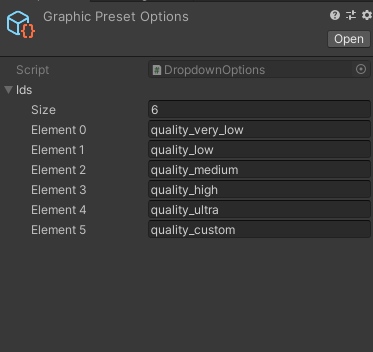 Graphic Preset Options
Open
Script DropdownOptions
Ids
Size 6
Element 0 quality_very_low
Element 1 quality_low
Element 2 quality_medium
Element 3 quality_high
Element 4 quality_ultra
Element 5 quality_custom